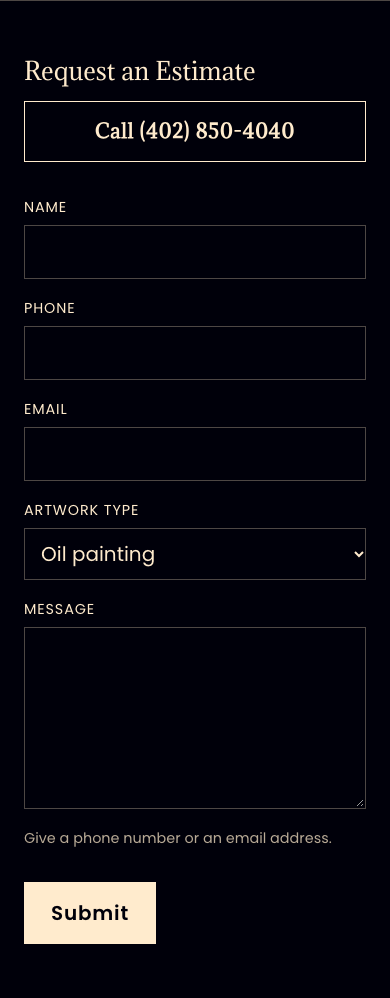 Request an Estimate
Call (402) 850-4040
NAME
PHONE
EMAIL
ARTWORK TYPE
Oil painting
MESSAGE
Give a phone number or an email address.
Submit